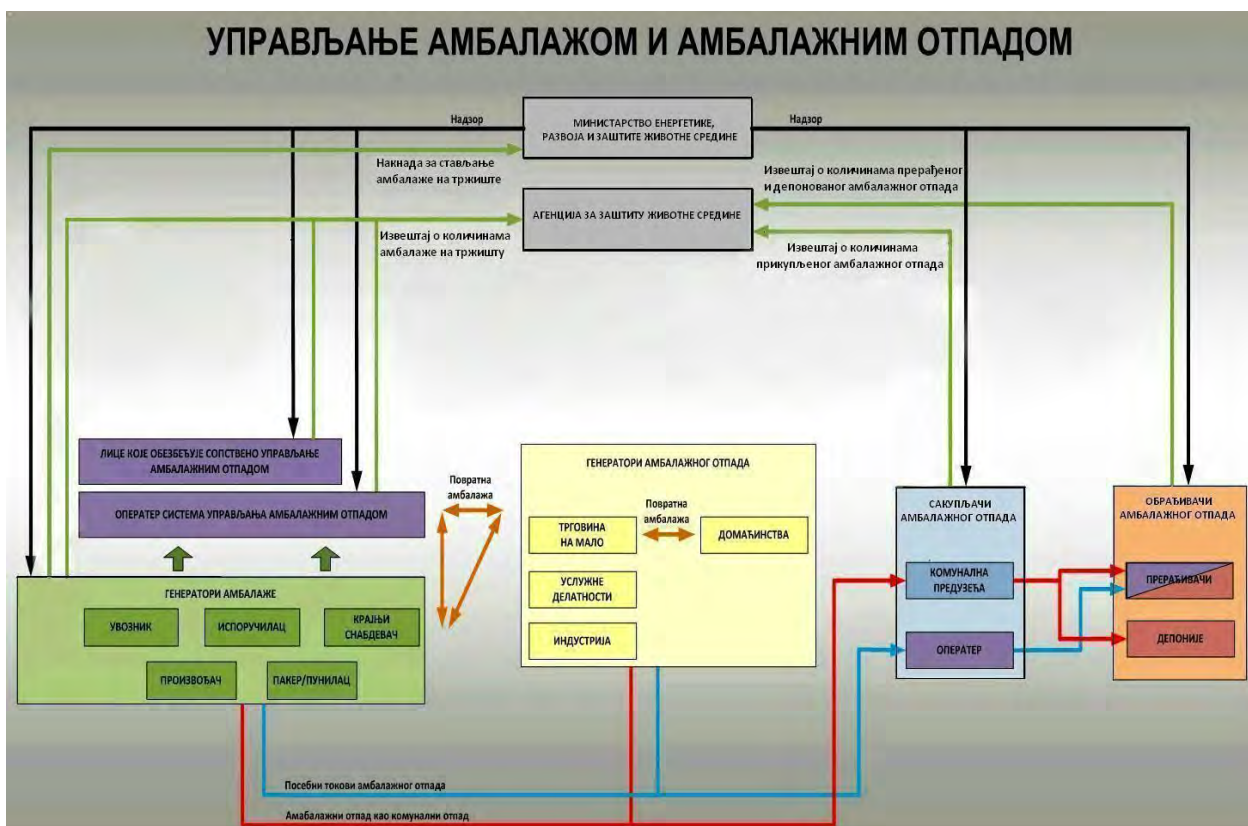 УПРАВЉАЊЕ АМБАЛАЖОМ И АМБАЛАЖНИМ ОТПАДОМ
Надзор
МИНИСТАРСТВО ЕНЕРГЕТИКЕ,
РАЗВОЈА И ЗАШТИТЕ ЖИВОТНЕ СРЕДИНЕ
Надзор
Накнада за стављање
амбалаже на тржиште
Извештај о количинама прерађеног
и депонованог амбалажног отпада
АГЕНЦИЈА ЗА ЗАШТИТУ ЖИВОТНЕ СРЕДИНЕ
Извештај о количинама
амбалаже на тржишту
Извештај о количинама
прикупљеног амбалажног отпада
ЛИЦЕ КОЈЕ ОБЕЗБЕЂУЈЕ СОПСТВЕНО УПРАВЉАЊЕ
АМБАЛАЖНИМ ОТПАДОМ
ОПЕРАТЕР СИСТЕМА УПРАВЉАЊА АМБАЛАЖНИМ ОТПАДОМ
Повратна
амбалажа
ГЕНЕРАТОРИ АМБАЛАЖНОГ ОТПАДА
ТРГОВИНА
НА МАЛО
Повратна
амбалажа
ДОМАЋИНСТВА
УСЛУЖНЕ
ДЕЛАТНОСТИ
ИНДУСТРИЈА
САКУПЉАЧИ
АМБАЛАЖНОГ ОТПАДА
КОМУНАЛНА
ПРЕДУЗЕЋА
ОПЕРАТЕР
ОБРАЂИВАЧИ
АМБАЛАЖНОГ ОТПАДА
ПРЕРАЂИВАЧИ
ДЕПОНИЈЕ
ГЕНЕРАТОРИ АМБАЛАЖЕ
УВОЗНИК
ИСПОРУЧИЛАЦ
КРАЈЊИ
СНАБДЕВАЧ
ПРОИЗВОЂАЧ
ПАКЕР/ПУНИЛАЦ
Посебни токови амбалажног отпада
Амабалажни отпад као комунални отпад